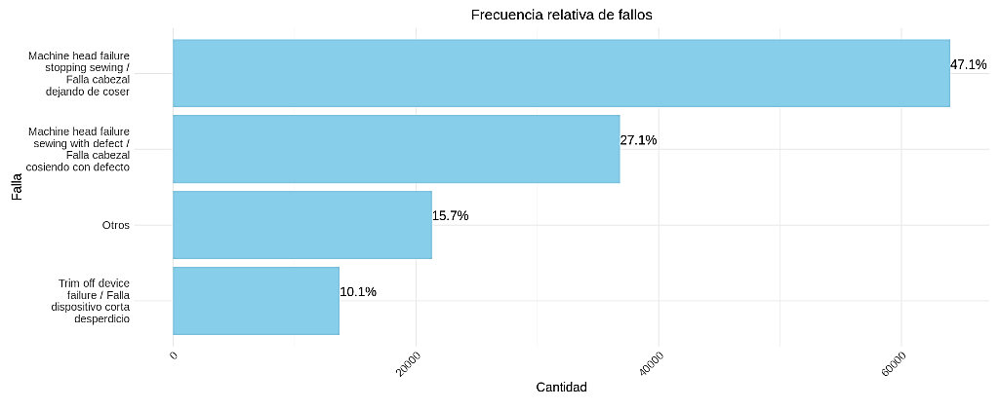 Frecuencia relativa de fallos
Machine head failure
stopping sewing /
Falla cabezal
dejando de coser
47.1%
Machine head failure
sewing with defect /
Falla cabezal
cosiendo con defecto
27.1%
Falla
Otros
15.7%
Trim off device
failure / Falla
dispositivo corta
desperdicio
10.1%
0
20000
40000
60000
Cantidad